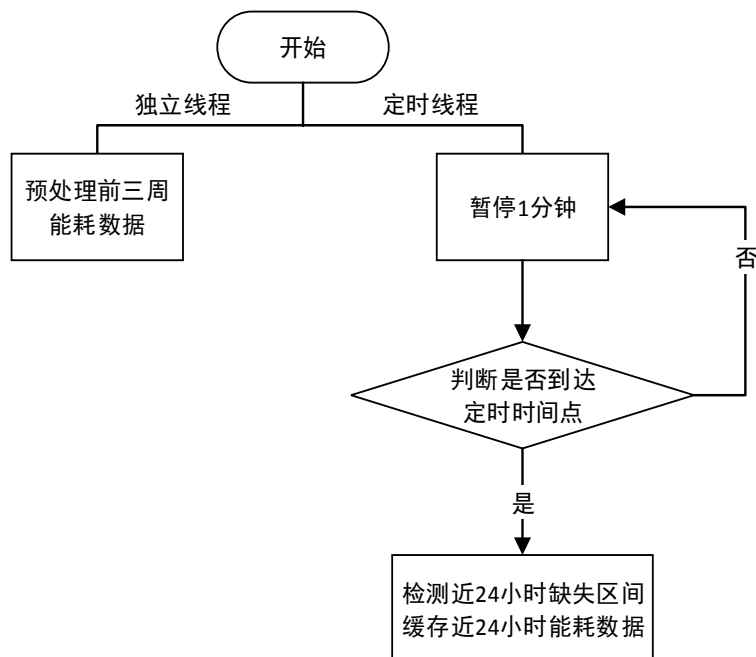 开始
独立线程
定时线程
预处理前三周
能耗数据
暂停1分钟
否
判断是否到达
定时时间点
是
检测近24小时缺失区间
缓存近24小时能耗数据